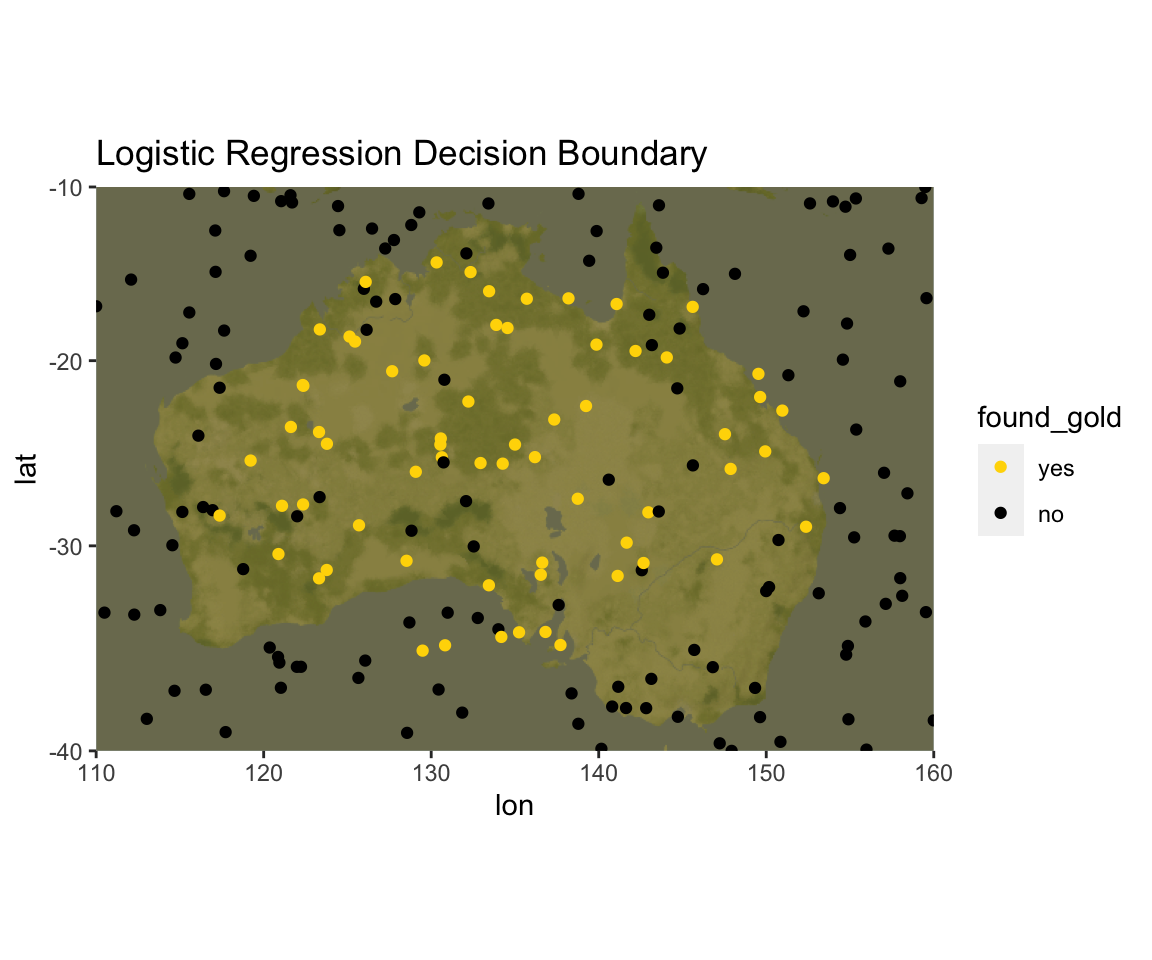 Logistic Regression Decision Boundary
-10
-20
-30
-40
lat
110 120 130 140 150 160
lon
found_gold
yes
no